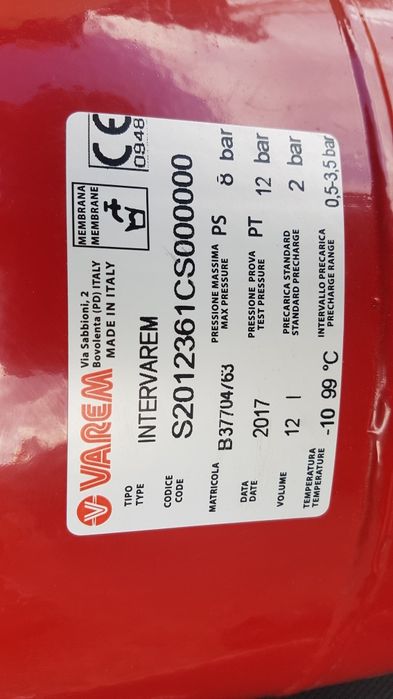 VAREM
Via Sabbioni, 2
Bovolenta (PD) ITALY
MADE IN ITALY
MEMBRANA
MEMBRANE
CE
0948
TIPO
TYPE
INTERVAREM
CODICE
CODE
S2012361CS000000
MATRICOLA
B37704/63
PRESSIONE MASSIMA
MAX PRESSURE
PS
8 bar
DATA
DATE
2017
PRESSIONE PROVA
TEST PRESSURE
PT
12 bar
VOLUME
12 l
PRECARICA STANDARD
STANDARD PRECHARGE
2 bar
TEMPERATURA
TEMPERATURE
-10 99 °C
INTERVALLO PRECARICA
PRECHARGE RANGE
0,5-3,5 bar